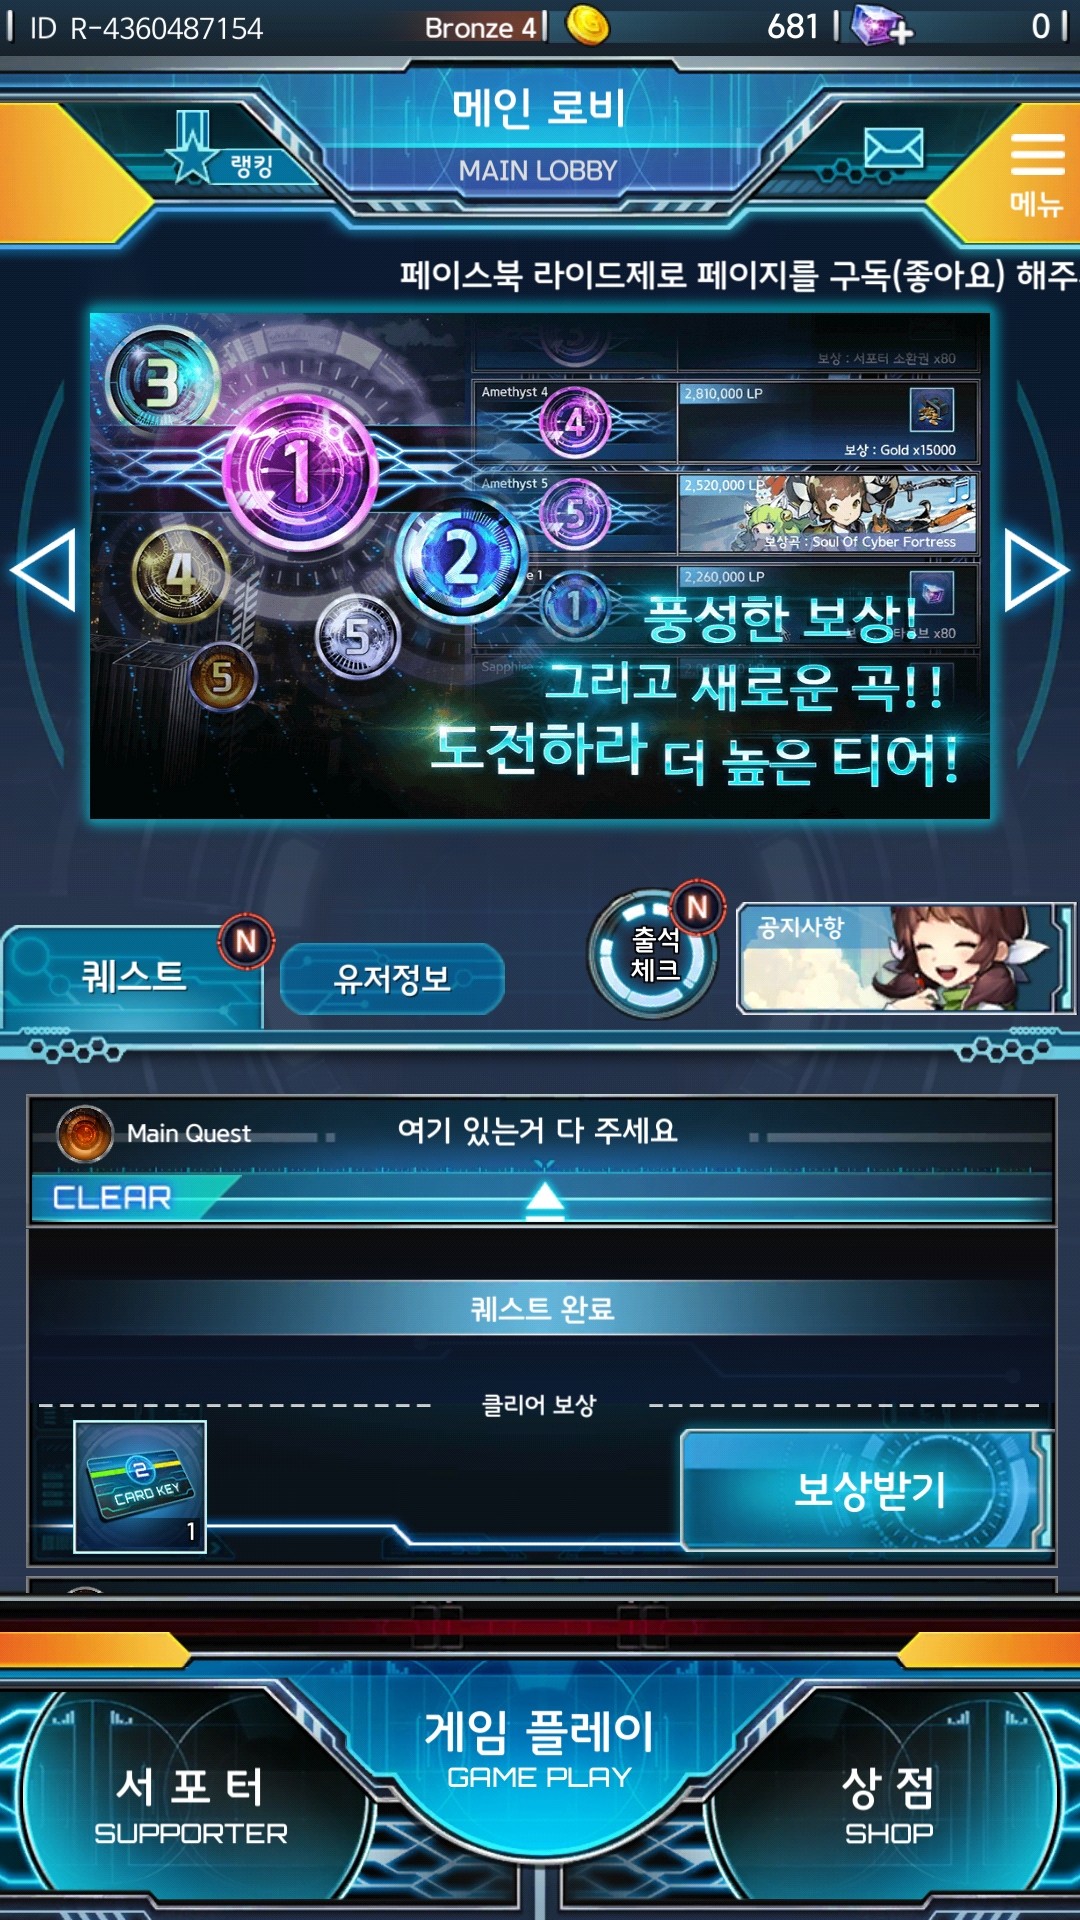 ID R-4360487154 Bronze 4 681 0
메인 로비
MAIN LOBBY
랭킹
메뉴
페이스북 라이드제로 페이지를 구독(좋아요) 해주
3
1
2
4
5
5
보상 : 서포터 소환권 x80
Amethyst 4
4
2,810,000 LP
보상 : Gold x15000
Amethyst 5
5
2,520,000 LP
보상곡 : Soul Of Cyber Fortress
1
2,260,000 LP
x80
풍성한 보상!
그리고 새로운 곡!!
도전하라 더 높은 티어!
퀘스트
N
유저정보
출석
체크
N
공지사항
Main Quest
여기 있는거 다 주세요
CLEAR
퀘스트 완료
클리어 보상
2
CARD KEY
1
보상받기
게임 플레이
GAME PLAY
서포터
SUPPORTER
상점
SHOP